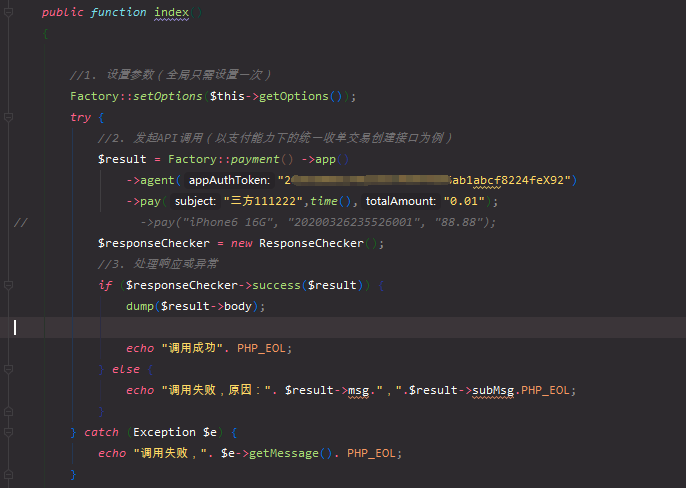 public function index()
{
//1. 设置参数（全局只需设置一次）
Factory::setOptions($this->getOptions());
try {
//2. 发起API调用（以支付能力下的统一收单交易创建接口为例）
$result = Factory::payment() ->app()
->agent( appAuthToken: "2 ab1abcf8224feX92")
->pay( subject: "三方111222",time(), totalAmount: "0.01");
// ->pay("iPhone6 16G", "20200326235526001", "88.88");
$responseChecker = new ResponseChecker();
//3. 处理响应或异常
if ($responseChecker->success($result)) {
dump($result->body);
echo "调用成功". PHP_EOL;
} else {
echo "调用失败，原因：". $result->msg."，".$result->subMsg.PHP_EOL;
}
} catch (Exception $e) {
echo "调用失败，". $e->getMessage(). PHP_EOL;
}